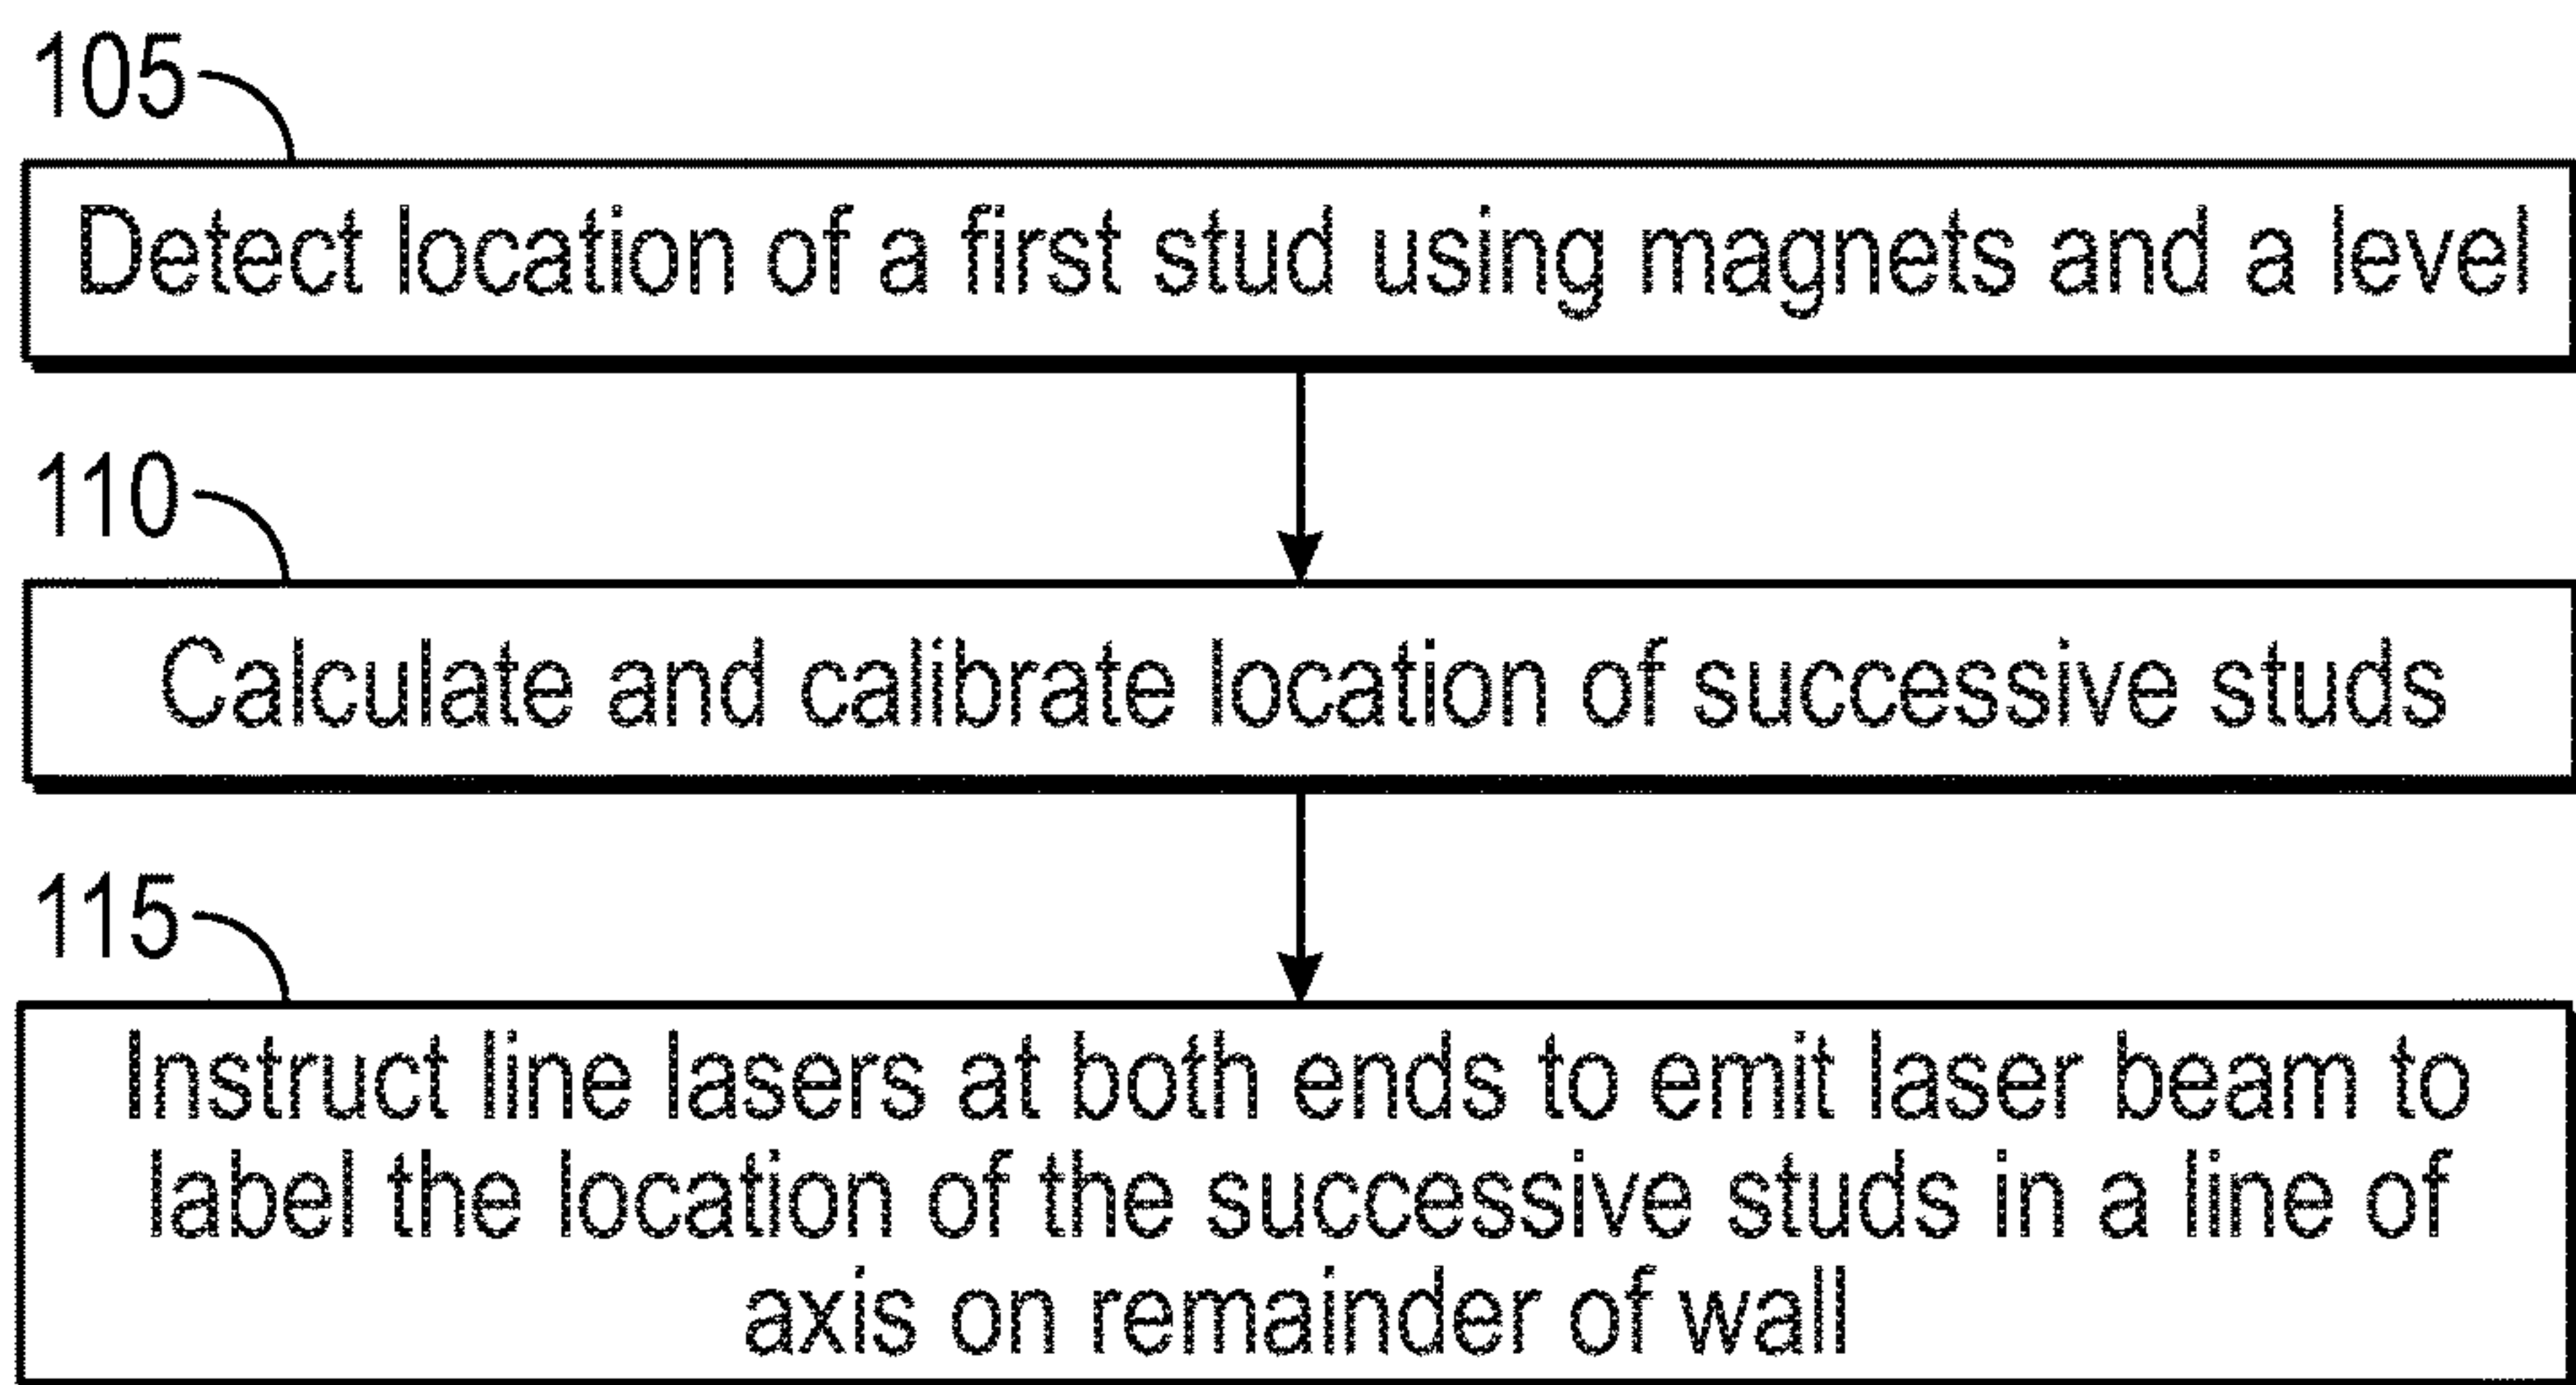 105
Detect location of a first stud using magnets and a level
110
Calculate and calibrate location of successive studs
115
Instruct line lasers at both ends to emit laser beam to
label the location of the successive studs in a line of
axis on remainder of wall